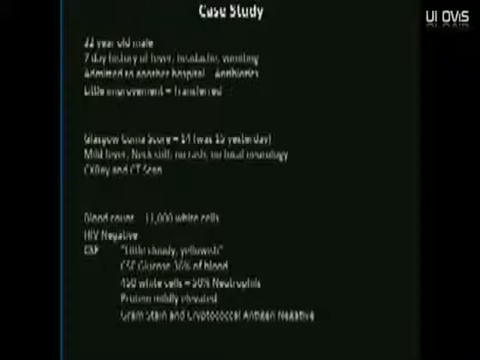 Case Study
UI OVIS
22 year old male
7 day history of fever, headache, vomiting
Admitted to another hospital Antibiotics
Little improvement = Transferred
Glasgow Coma Score = 14 (was 15 yesterday)
Mild fever, Neck stiff, no rash, no focal neurology
CXRay and CT Scan
Blood count 11,000 white cells
HIV Negative
CSF "Little cloudy, yellowish"
CSF Glucose 36% of blood
450 white cells = 50% Neutrophils
Protein mildly elevated
Gram Stain and Cryptococcal Antigen Negative